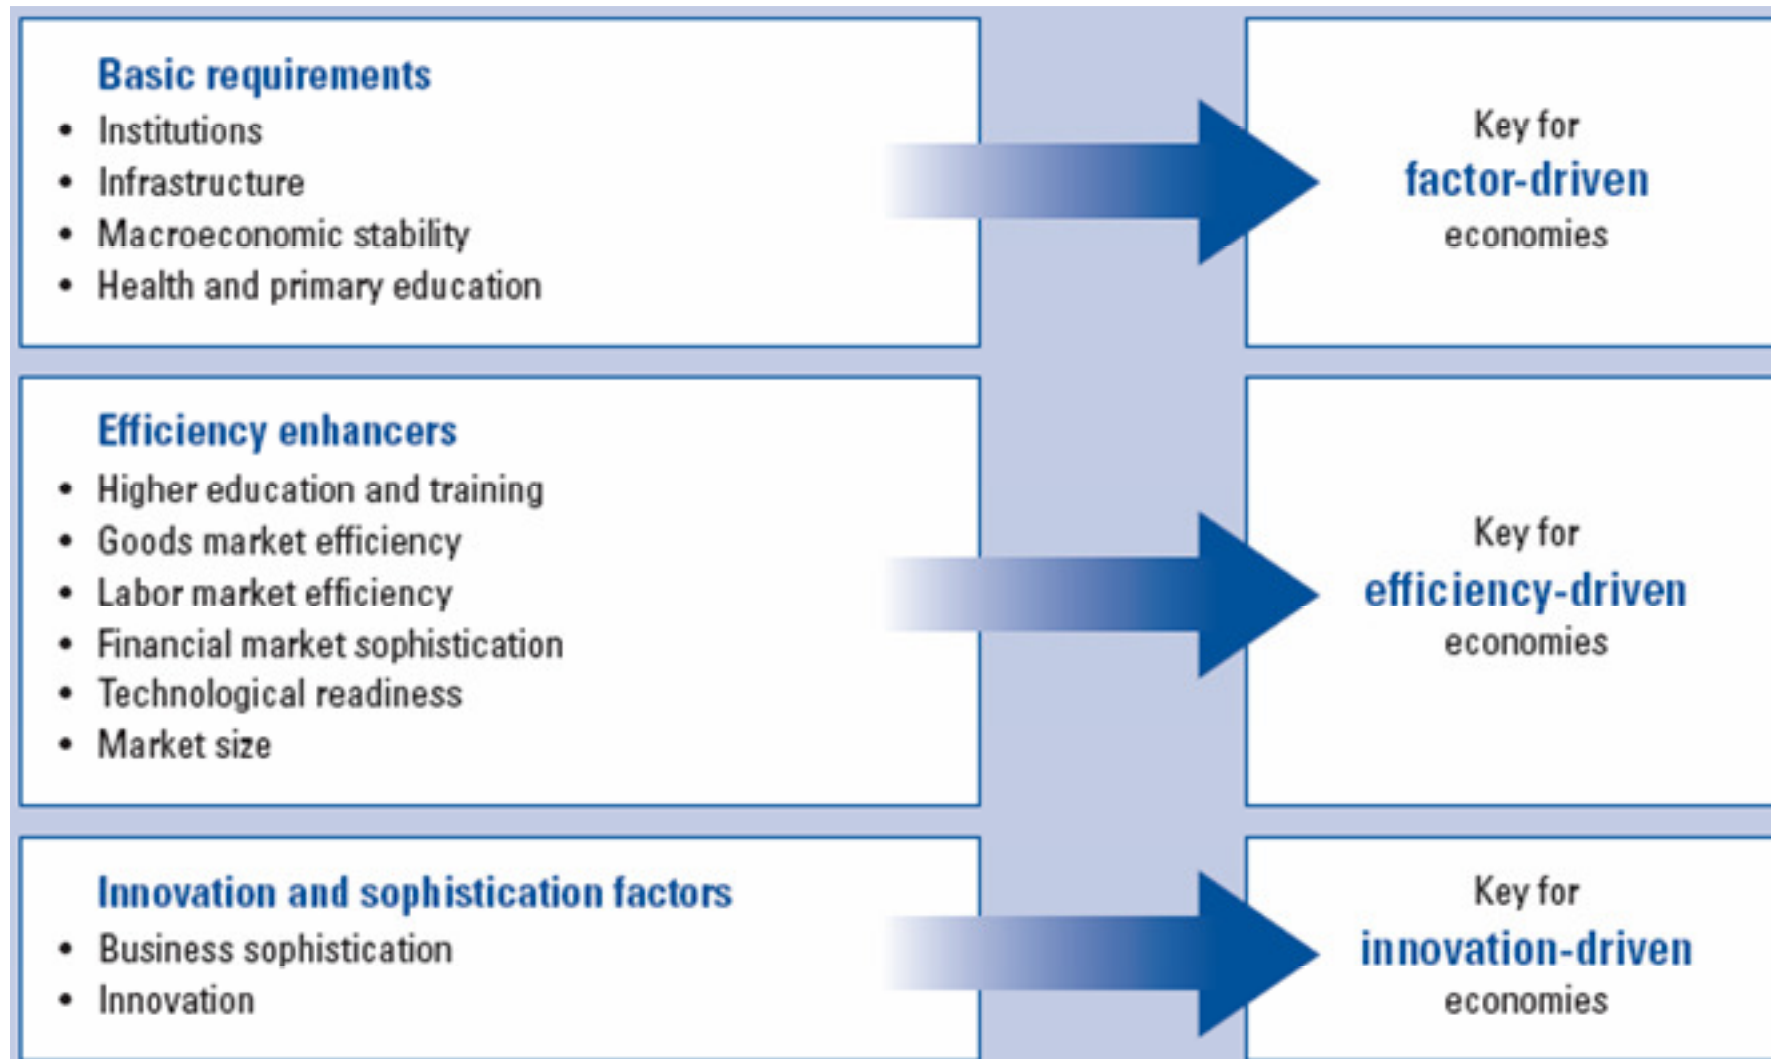 Basic requirements
• Institutions
• Infrastructure
• Macroeconomic stability
• Health and primary education
Key for
factor-driven
economies
Efficiency enhancers
• Higher education and training
• Goods market efficiency
• Labor market efficiency
• Financial market sophistication
• Technological readiness
• Market size
Key for
efficiency-driven
economies
Innovation and sophistication factors
• Business sophistication
• Innovation
Key for
innovation-driven
economies